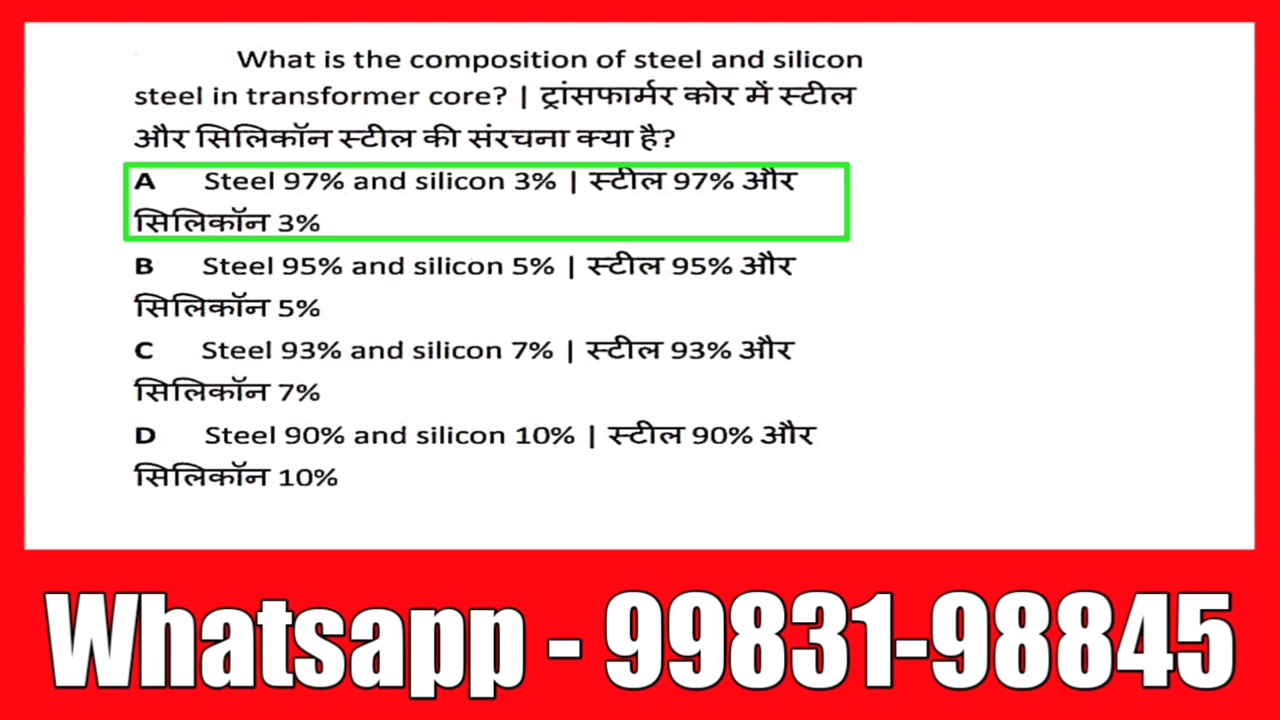 What is the composition of steel and silicon
steel in transformer core? | ट्रांसफार्मर कोर में स्टील
और सिलिकॉन स्टील की संरचना क्या है?
A Steel 97% and silicon 3% | स्टील 97% और
सिलिकॉन 3%
B Steel 95% and silicon 5% | स्टील 95% और
सिलिकॉन 5%
C Steel 93% and silicon 7% | स्टील 93% और
सिलिकॉन 7%
D Steel 90% and silicon 10% | स्टील 90% और
सिलिकॉन 10%
Whatsapp - 99831-98845